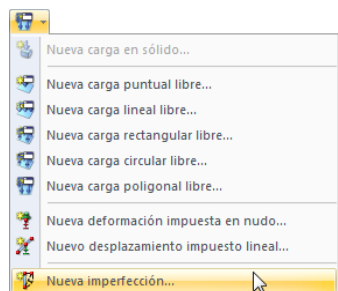 Nueva carga en sólido...
Nueva carga puntual libre...
Nueva carga lineal libre...
Nueva carga rectangular libre...
Nueva carga circular libre...
Nueva carga poligonal libre...
Nueva deformación impuesta en nudo...
Nuevo desplazamiento impuesto lineal...
Nueva imperfección...